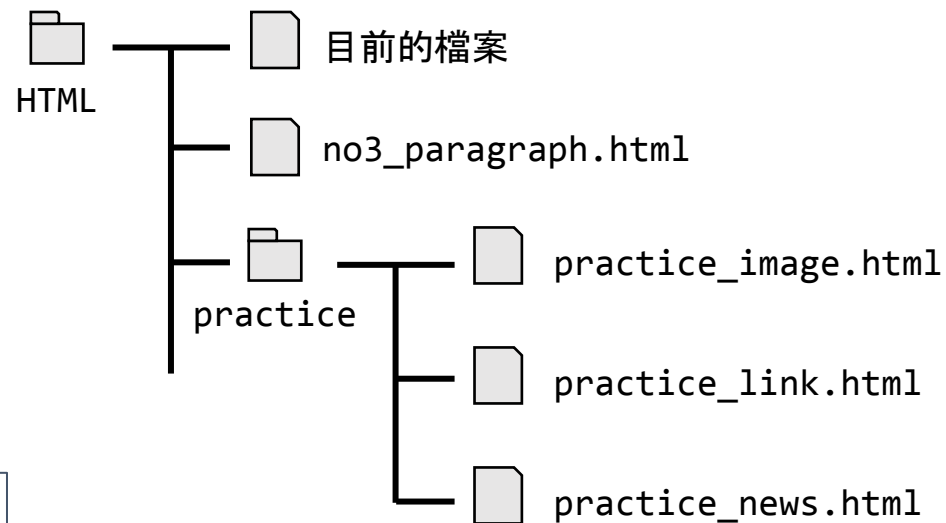 目前的檔案
HTML
no3_paragraph.html
practice_image.html
practice
practice_link.html
practice_news.html